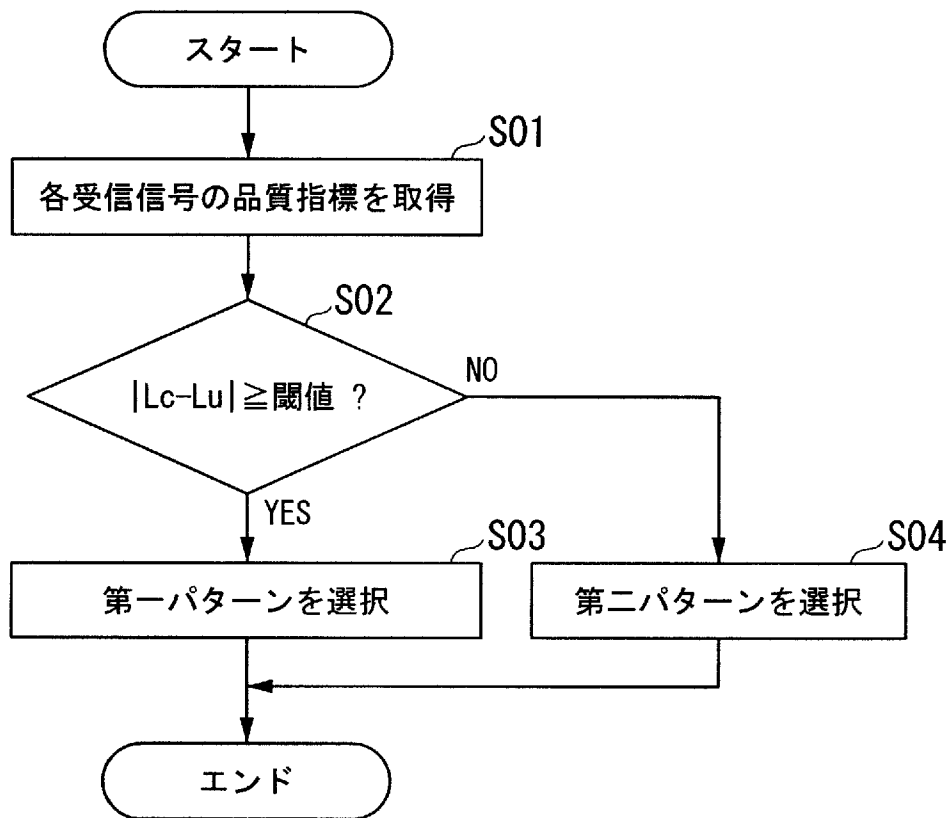 スタート
S01
各受信信号の品質指標を取得
S02
|Lc-Lu|≧閾値 ?
NO
YES
S03
第一パターンを選択
S04
第二パターンを選択
エンド